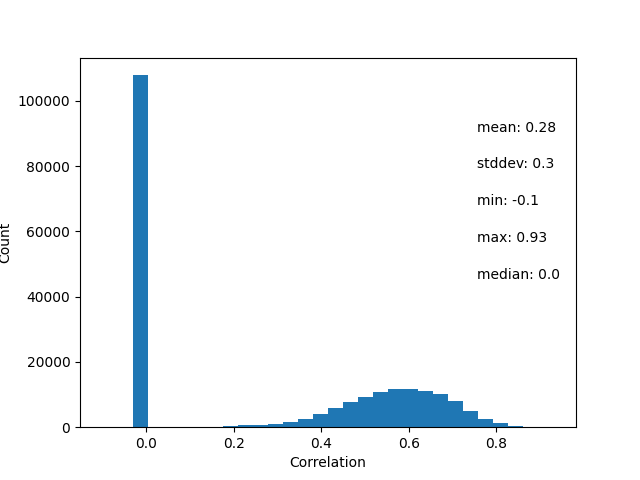 100000
80000
60000
40000
20000
0
Count
mean: 0.28
stddev: 0.3
min: -0.1
max: 0.93
median: 0.0
0.0 0.2 0.4 0.6 0.8
Correlation